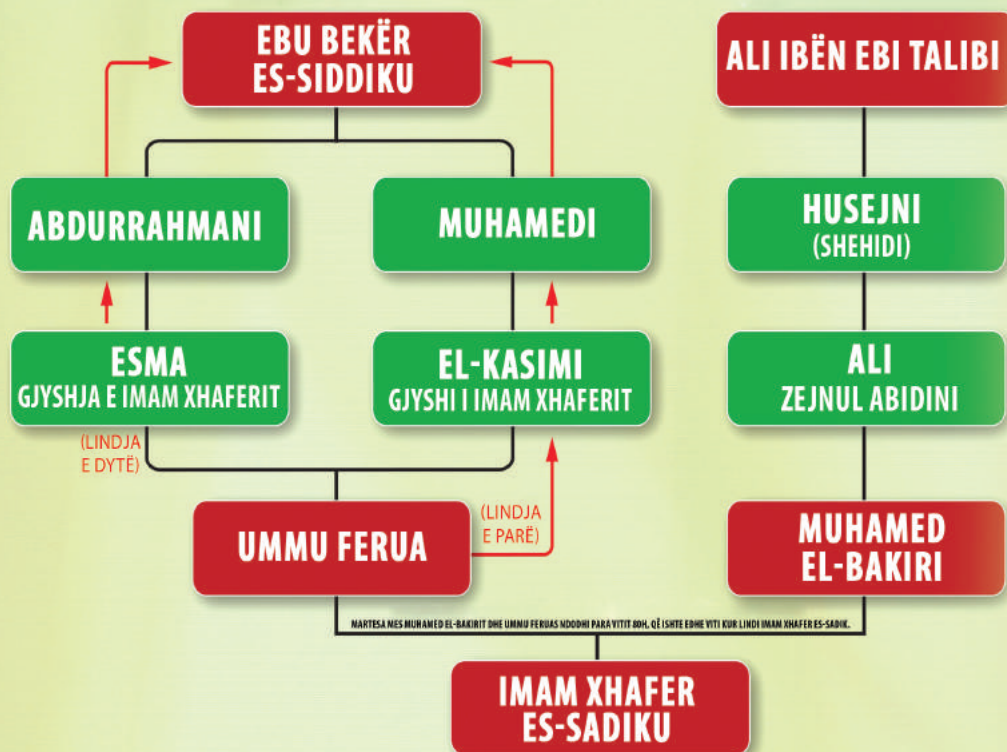 EBU BEKËR
ES-SIDDIKU
ALI IBËN EBI TALIBI
ABDURRAHMANI
MUHAMEDI
HUSEJNI
(SHEHIDI)
ESMA
GJYSHJA E IMAM XHAFERIT
EL-KASIMI
GJYSHI I IMAM XHAFERIT
ALI
ZEJNUL ABIDINI
(LINDJA
E DYTË)
UMMU FERUA
(LINDJA
E PARË)
MUHAMED
EL-BAKIRI
MARTESA MES MUHAMED EL-BAKIRIT DHE UMMU FERUAS NDODHI PARA VITIT 80H, QË ISHTE EDHE VITI KUR LINDI IMAM XHAFER ES-SADIK.
IMAM XHAFER
ES-SADIKU